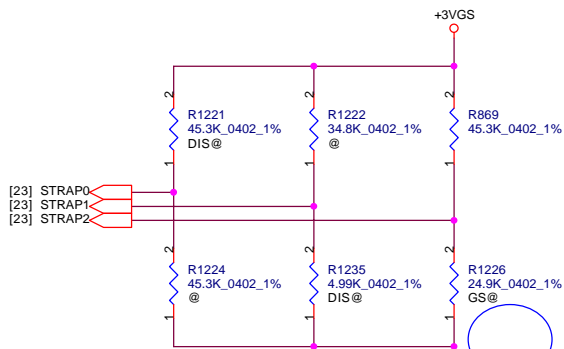 +3VGS
2
2
2
R1221
45.3K_0402_1%
DIS@
R1222
34.8K_0402_1%
@
R869
45.3K_0402_1%
1
1
1
[23] STRAP0
[23] STRAP1
[23] STRAP2
2
2
2
R1224
45.3K_0402_1%
@
R1235
4.99K_0402_1%
DIS@
R1226
24.9K_0402_1%
GS@
1
1
1